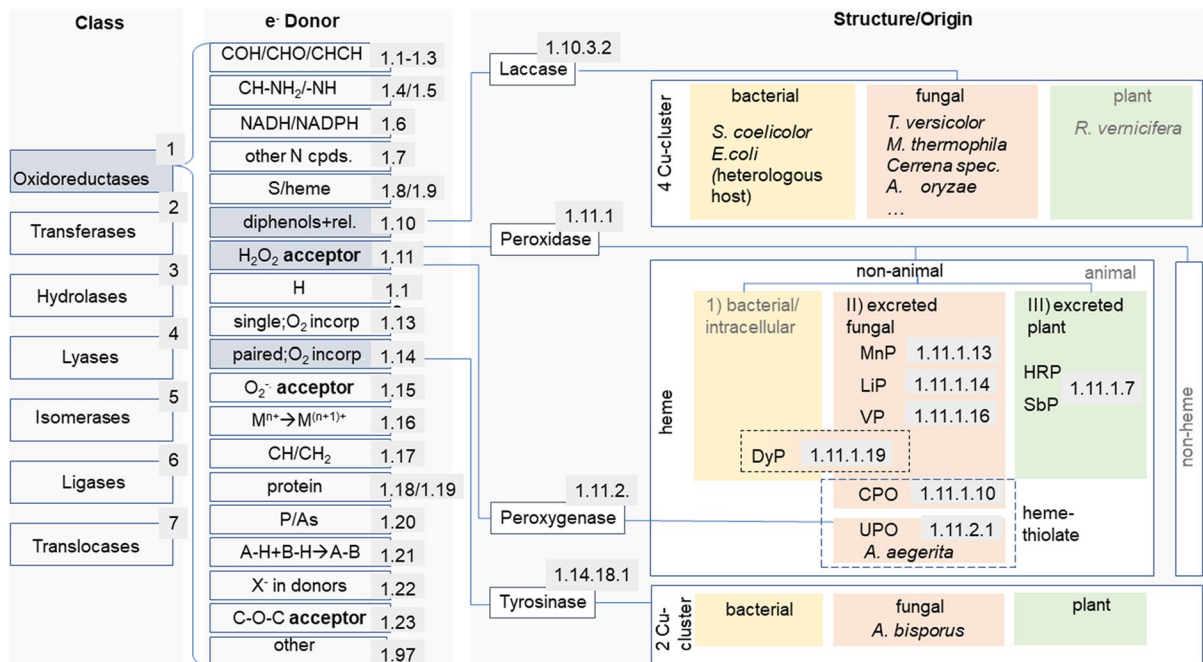 Class
1
Oxidoreductases
2
Transferases
3
Hydrolases
4
Lyases
5
Isomerases
6
Ligases
7
Translocases
e⁻ Donor
COH/CHO/CHCH 1.1-1.3
CH-NH₂/-NH 1.4/1.5
NADH/NADPH 1.6
other N cpds. 1.7
S/heme 1.8/1.9
diphenols+rel. 1.10
H₂O₂ acceptor 1.11
H 1.1
single;O₂ incorp 1.13
paired;O₂ incorp 1.14
O₂⁻· acceptor 1.15
Mⁿ⁺→M⁽ⁿ⁺¹⁾⁺ 1.16
CH/CH₂ 1.17
protein 1.18/1.19
P/As 1.20
A-H+B-H→A-B 1.21
X⁻ in donors 1.22
C-O-C acceptor 1.23
other 1.97
Structure/Origin
1.10.3.2
Laccase
4 Cu-cluster
bacterial
S. coelicolor
E.coli
(heterologous
host)
fungal
T. versicolor
M. thermophila
Cerrena spec.
A. oryzae
...
plant
R. vernicifera
1.11.1
Peroxidase
non-animal
animal
heme
non-heme
1) bacterial/
intracellular
II) excreted
fungal
MnP 1.11.1.13
LiP 1.11.1.14
VP 1.11.1.16
III) excreted
plant
HRP
1.11.1.7
SbP
DyP 1.11.1.19
1.11.2.
Peroxygenase
CPO 1.11.1.10
UPO 1.11.2.1
A. aegerita
heme-
thiolate
1.14.18.1
Tyrosinase
2 Cu-
cluster
bacterial
fungal
A. bisporus
plant